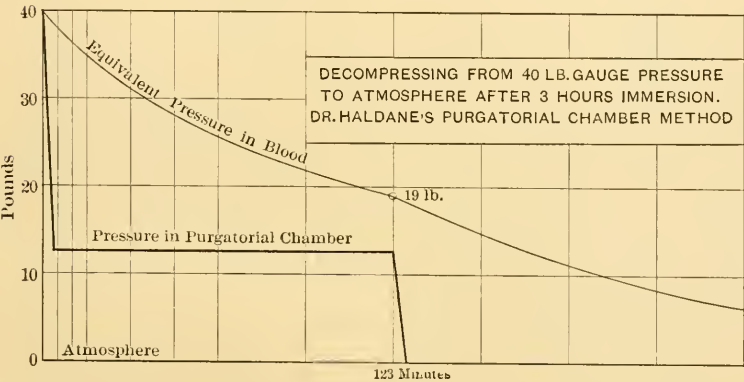 40
Equivalent Pressure in Blood
DECOMPRESSING FROM 40 LB. GAUGE PRESSURE
TO ATMOSPHERE AFTER 3 HOURS IMMERSION.
DR. HALDANE'S PURGATORIAL CHAMBER METHOD
30
Pounds
20
19 lb.
Pressure in Purgatorial Chamber
10
Atmosphere
0
123 Minutes